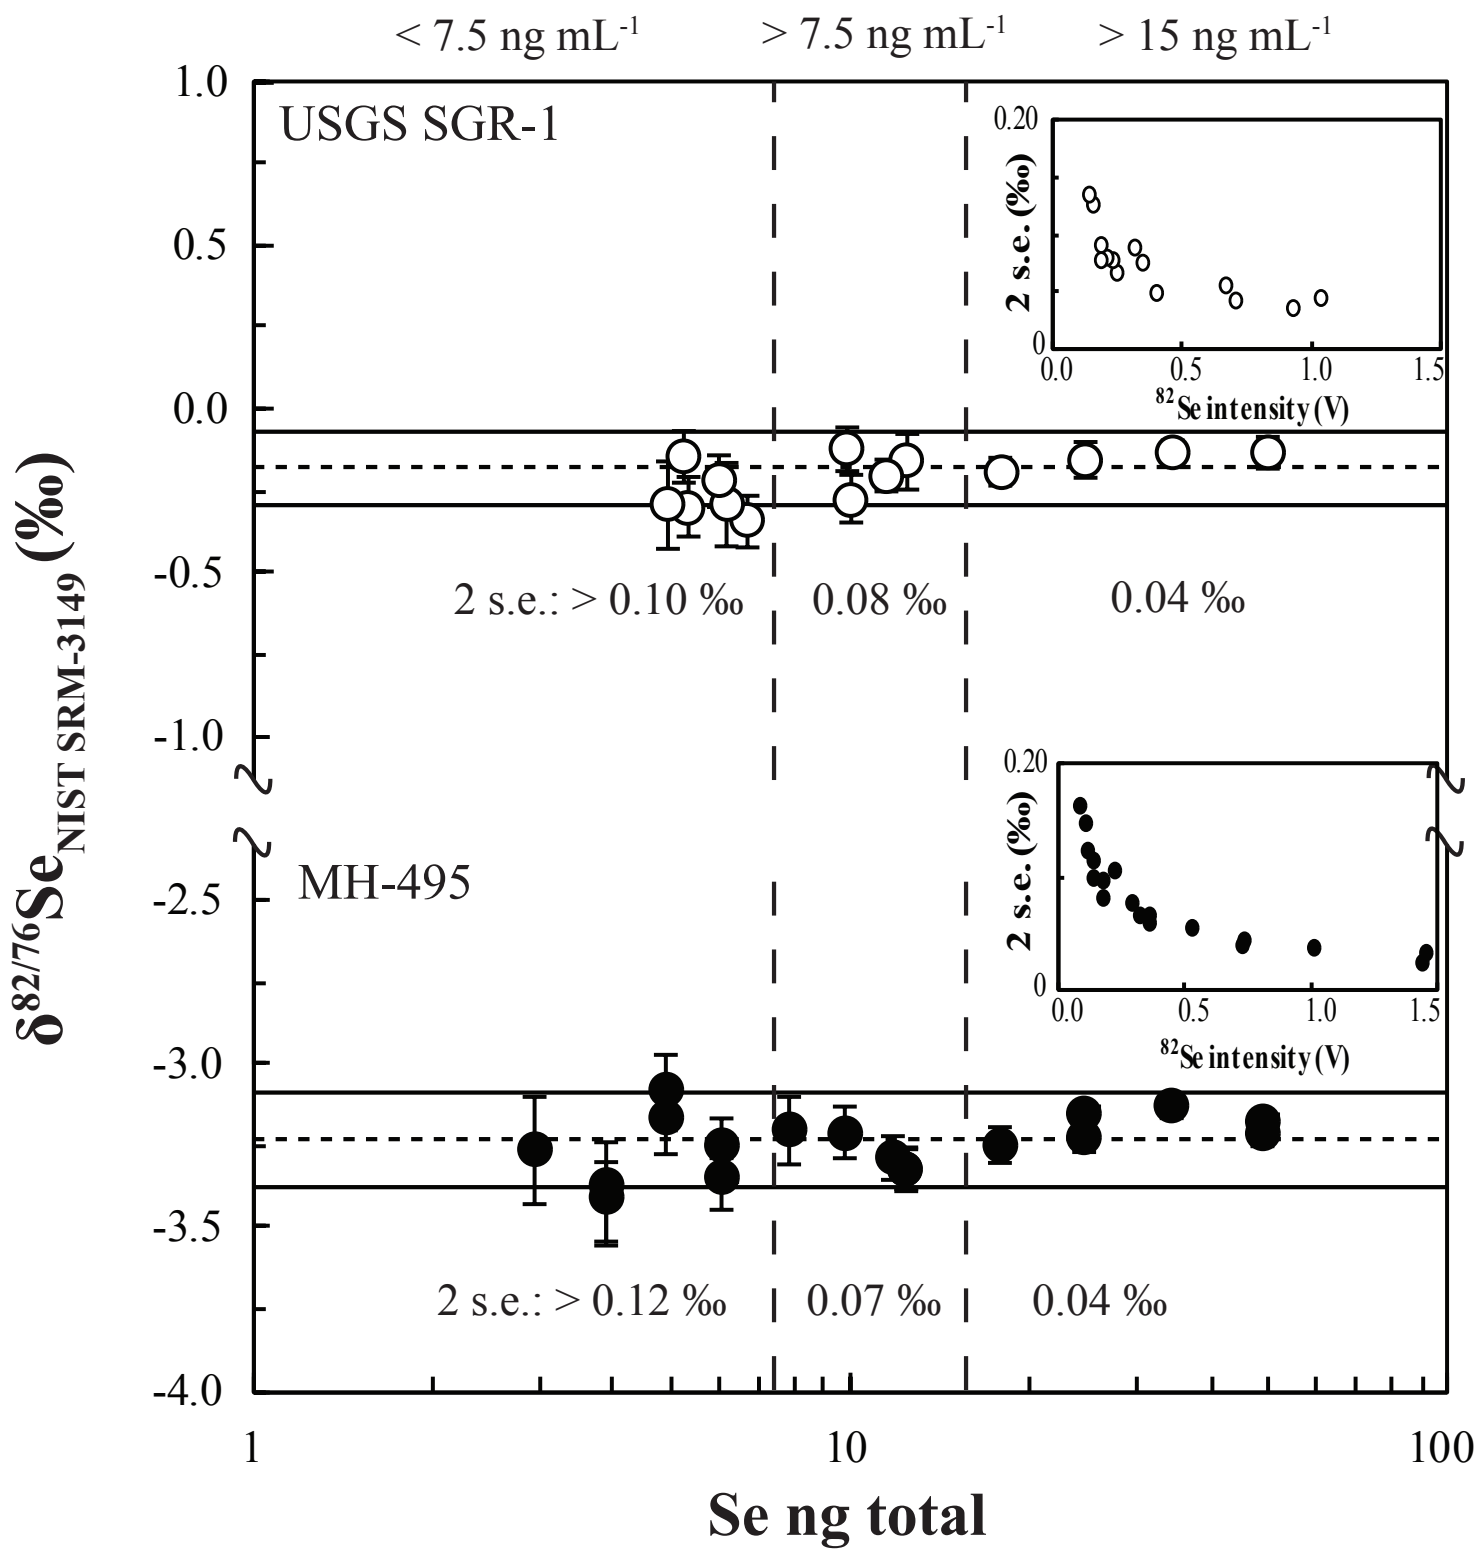 < 7.5 ng mL⁻¹ > 7.5 ng mL⁻¹ > 15 ng mL⁻¹
1.0
USGS SGR-1
0.5
0.0
-0.5
-1.0
2 s.e.: > 0.10 ‰ 0.08 ‰ 0.04 ‰
0.20
2 s.e. (‰)
0
0.0 0.5 1.0 1.5
⁸²Se intensity (V)
δ⁸²/⁷⁶Se NIST SRM-3149 (‰)
MH-495
-2.5
-3.0
-3.5
-4.0
0.20
2 s.e. (‰)
0
0.0 0.5 1.0 1.5
⁸²Se intensity (V)
2 s.e.: > 0.12 ‰ 0.07 ‰ 0.04 ‰
1 10 100
Se ng total